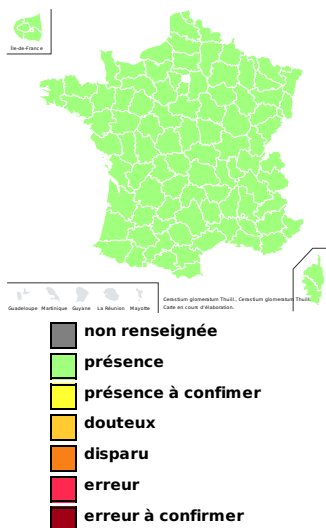 Île-de-France
Guadeloupe Martinique Guyane La Réunion Mayotte
Cerastium glomeratum Thuill., Cerastium glomeratum Thuill.
Carte en cours d'élaboration.
non renseignée
présence
présence à confimer
douteux
disparu
erreur
erreur à confirmer